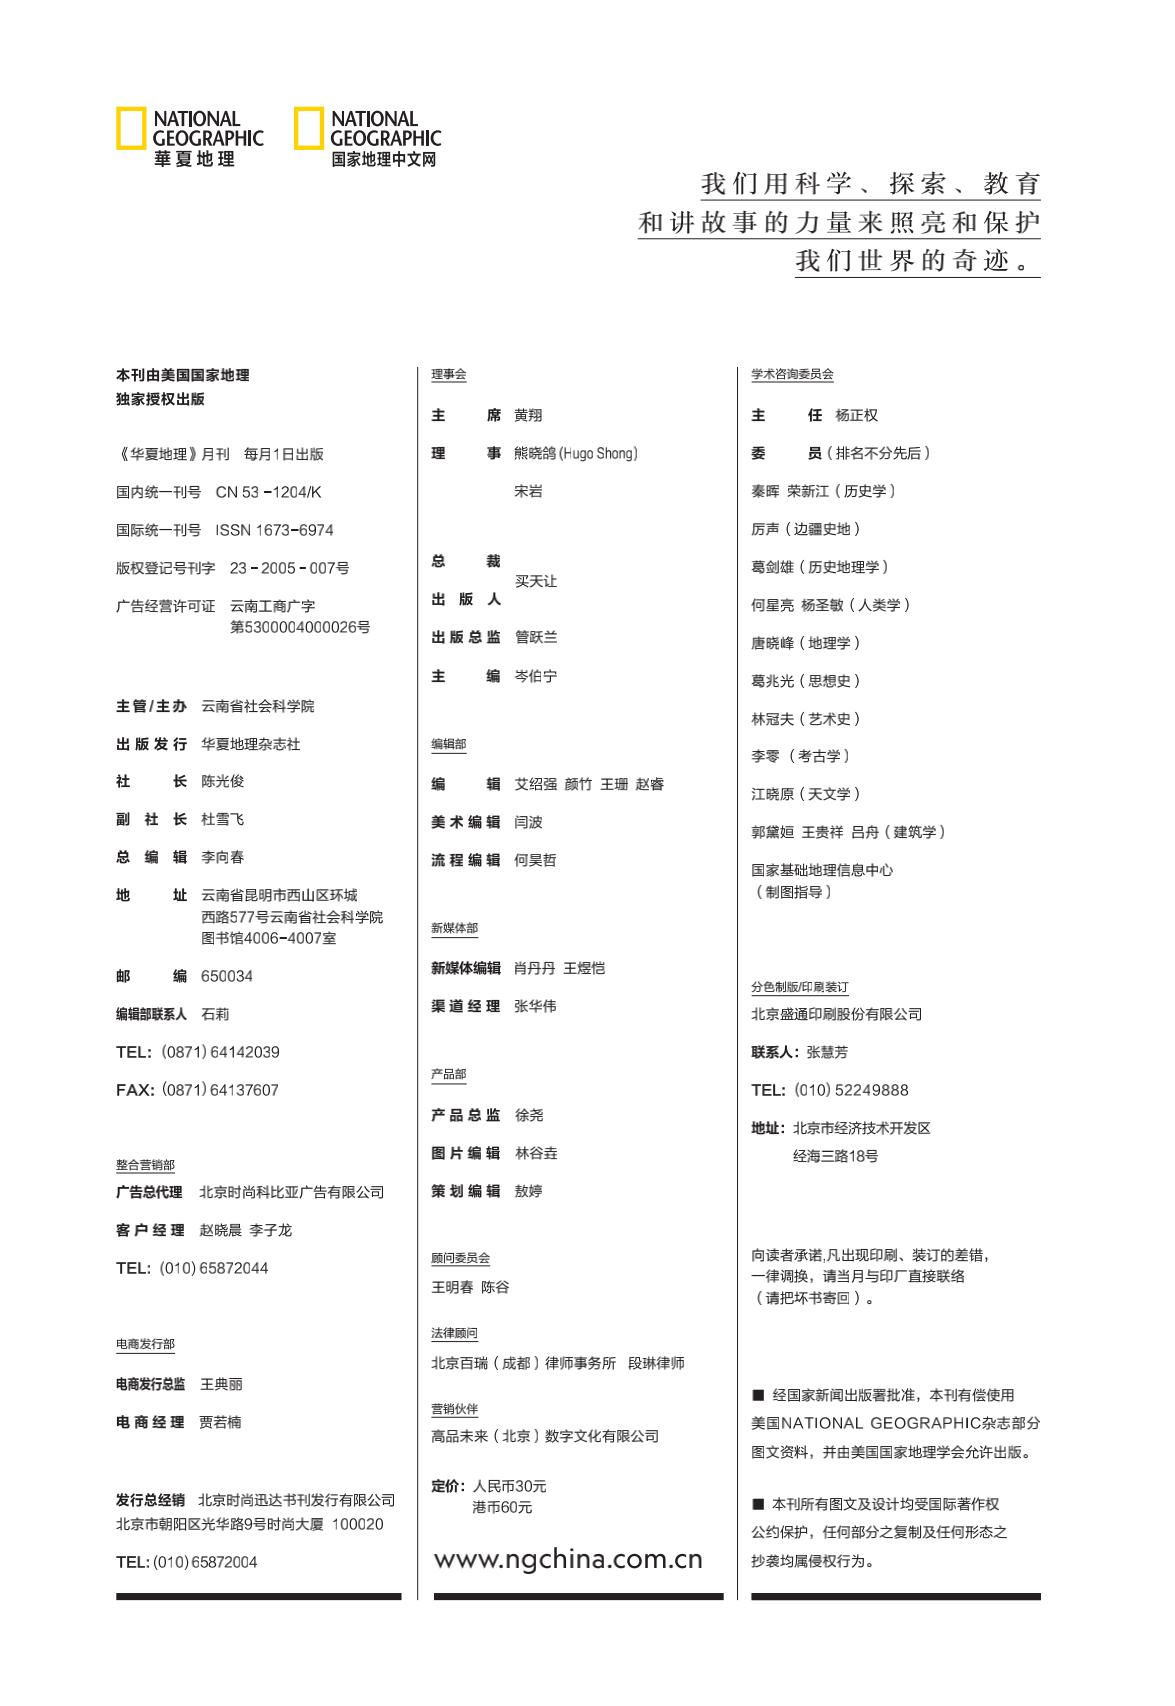 NATIONAL
GEOGRAPHIC
華夏地理
NATIONAL
GEOGRAPHIC
国家地理中文网
我们用科学、探索、教育
和讲故事的力量来照亮和保护
我们世界的奇迹。
本刊由美国国家地理
独家授权出版
《华夏地理》月刊 每月1日出版
国内统一刊号 CN 53-1204/K
国际统一刊号 ISSN 1673-6974
版权登记号刊字 23-2005-007号
广告经营许可证 云南工商广字
第5300004000026号
主管/主办 云南省社会科学院
出版发行 华夏地理杂志社
社长 陈光俊
副社长 杜雪飞
总编辑 李向春
地址 云南省昆明市西山区环城
西路577号云南省社会科学院
图书馆4006-4007室
邮编 650034
编辑部联系人 石莉
TEL: (0871) 64142039
FAX: (0871) 64137607
整合营销部
广告总代理 北京时尚科比亚广告有限公司
客户经理 赵晓晨 李子龙
TEL: (010) 65872044
电商发行部
电商发行总监 王典丽
电商经理 贾若楠
发行总经销 北京时尚迅达书刊发行有限公司
北京市朝阳区光华路9号时尚大厦 100020
TEL: (010) 65872004
理事会
主席 黄翔
理事 熊晓鸽(Hugo Shong)
宋岩
总裁
买天让
出版人
出版总监 管跃兰
主编 岑伯宁
编辑部
编辑 艾绍强 颜竹 王珊 赵睿
美术编辑 闫波
流程编辑 何昊哲
新媒体部
新媒体编辑 肖丹丹 王煜恺
渠道经理 张华伟
产品部
产品总监 徐尧
图片编辑 林谷垚
策划编辑 敖婷
顾问委员会
王明春 陈谷
法律顾问
北京百瑞（成都）律师事务所 段琳律师
营销伙伴
高品未来（北京）数字文化有限公司
定价：人民币30元
港币60元
www.ngchina.com.cn
学术咨询委员会
主任 杨正权
委员（排名不分先后）
秦晖 荣新江（历史学）
厉声（边疆史地）
葛剑雄（历史地理学）
何星亮 杨圣敏（人类学）
唐晓峰（地理学）
葛兆光（思想史）
林冠夫（艺术史）
李零（考古学）
江晓原（天文学）
郭黛姮 王贵祥 吕舟（建筑学）
国家基础地理信息中心
（制图指导）
分色制版/印刷装订
北京盛通印刷股份有限公司
联系人：张慧芳
TEL: (010) 52249888
地址：北京市经济技术开发区
经海三路18号
向读者承诺,凡出现印刷、装订的差错，
一律调换，请当月与印厂直接联络
（请把坏书寄回）。
■ 经国家新闻出版署批准，本刊有偿使用
美国NATIONAL GEOGRAPHIC杂志部分
图文资料，并由美国国家地理学会允许出版。
■ 本刊所有图文及设计均受国际著作权
公约保护，任何部分之复制及任何形态之
抄袭均属侵权行为。